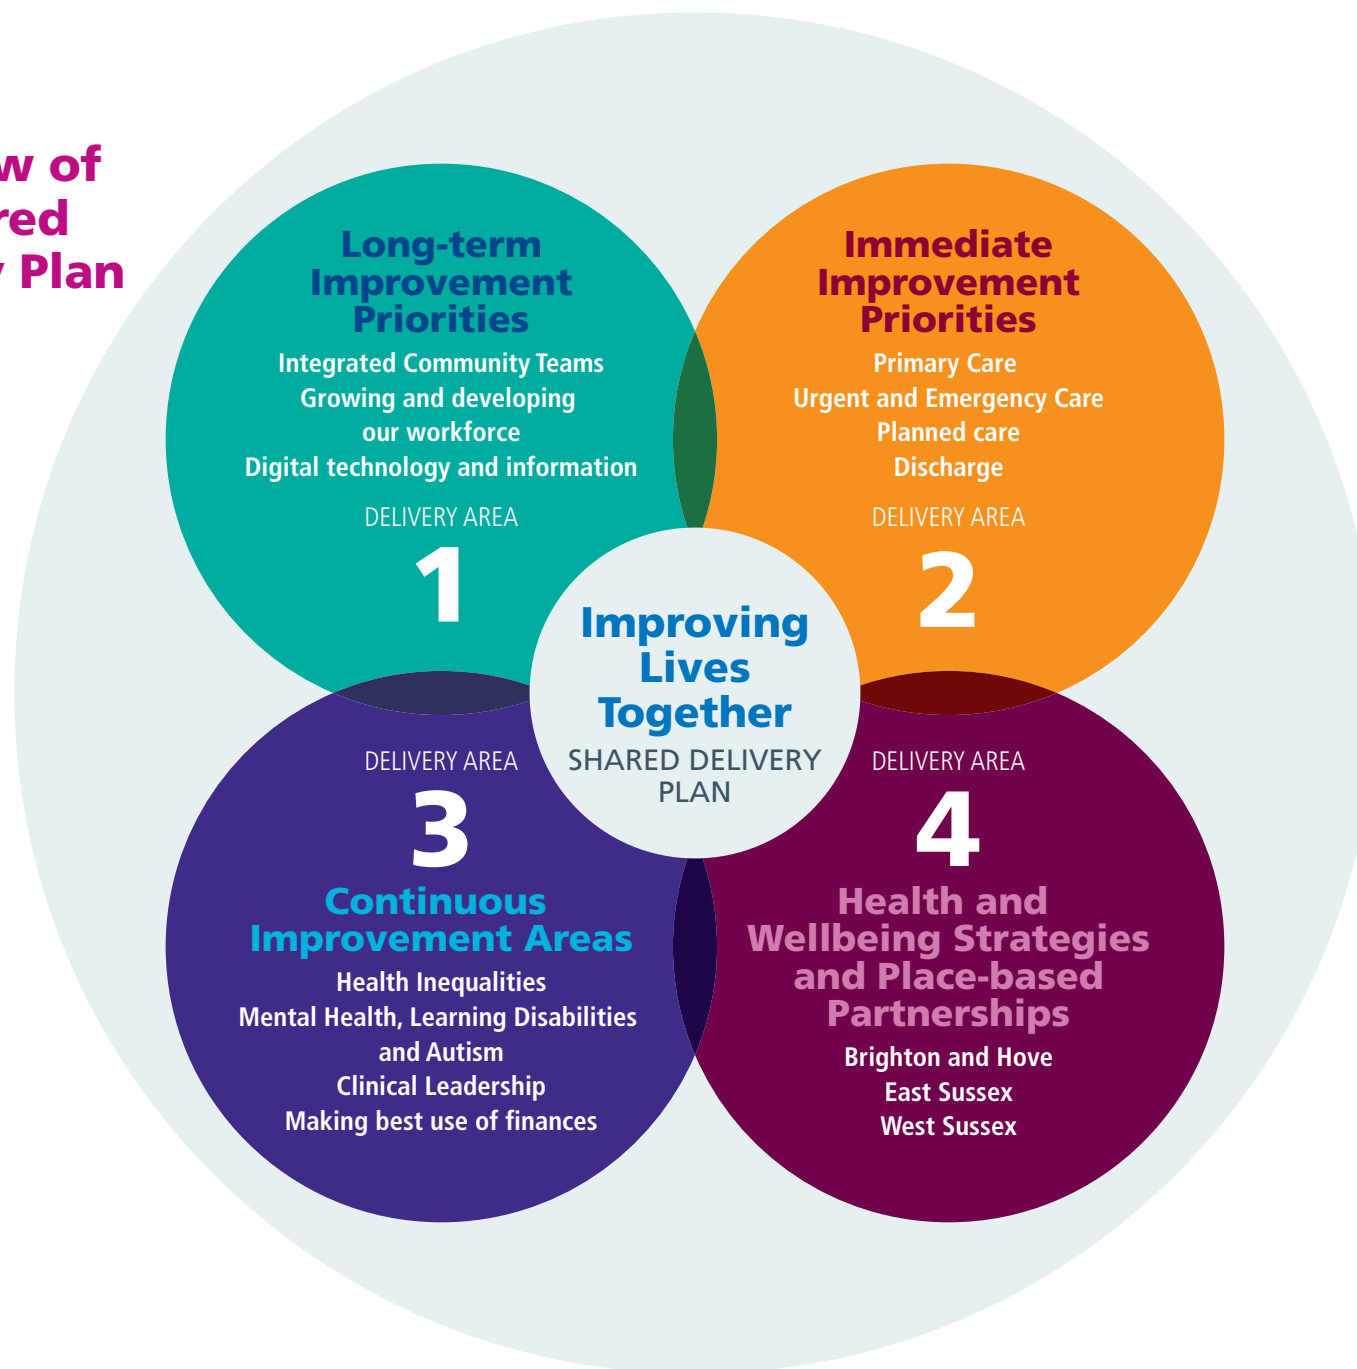 w of
red
y Plan
Long-term
Improvement
Priorities
Integrated Community Teams
Growing and developing
our workforce
Digital technology and information
DELIVERY AREA
1
Immediate
Improvement
Priorities
Primary Care
Urgent and Emergency Care
Planned care
Discharge
DELIVERY AREA
2
Improving
Lives
Together
SHARED DELIVERY
PLAN
DELIVERY AREA
3
Continuous
Improvement Areas
Health Inequalities
Mental Health, Learning Disabilities
and Autism
Clinical Leadership
Making best use of finances
DELIVERY AREA
4
Health and
Wellbeing Strategies
and Place-based
Partnerships
Brighton and Hove
East Sussex
West Sussex